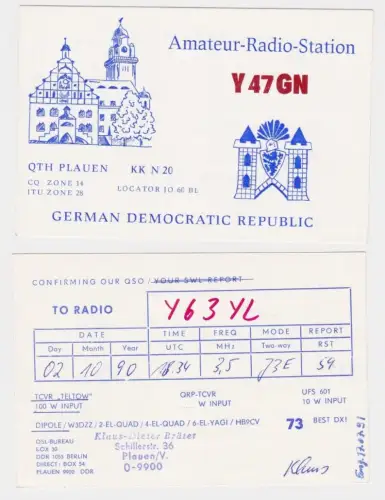 Amateur-Radio-Station
Y47GN
QTH PLAUEN KK N 20
CQ ZONE 14
ITU ZONE 28 LOCATOR JO 60 BL
GERMAN DEMOCRATIC REPUBLIC
CONFIRMING OUR QSO / YOUR SWL REPORT
TO RADIO Y63YL
DATE TIME FREQ MODE REPORT
Day Month Year UTC MHz Two-way RST
02 10 90 18.34 3,5 J3E 59
TCVR „TELTOW" QRP-TCVR UFS 601
100 W INPUT W INPUT 10 W INPUT
DIPOLE / W3DZZ / 2-EL-QUAD / 4-EL-QUAD / 6-EL-YAGI / HB9CV 73 BEST DX!
QSL-BUREAU
BOX 30
DDR 1055 BERLIN
DIRECT: BOX 54
PLAUEN 9900 DDR
Klaus-Dieter Bräter
Schillerstr. 36
Plauen/V.
O-9900
Klaus